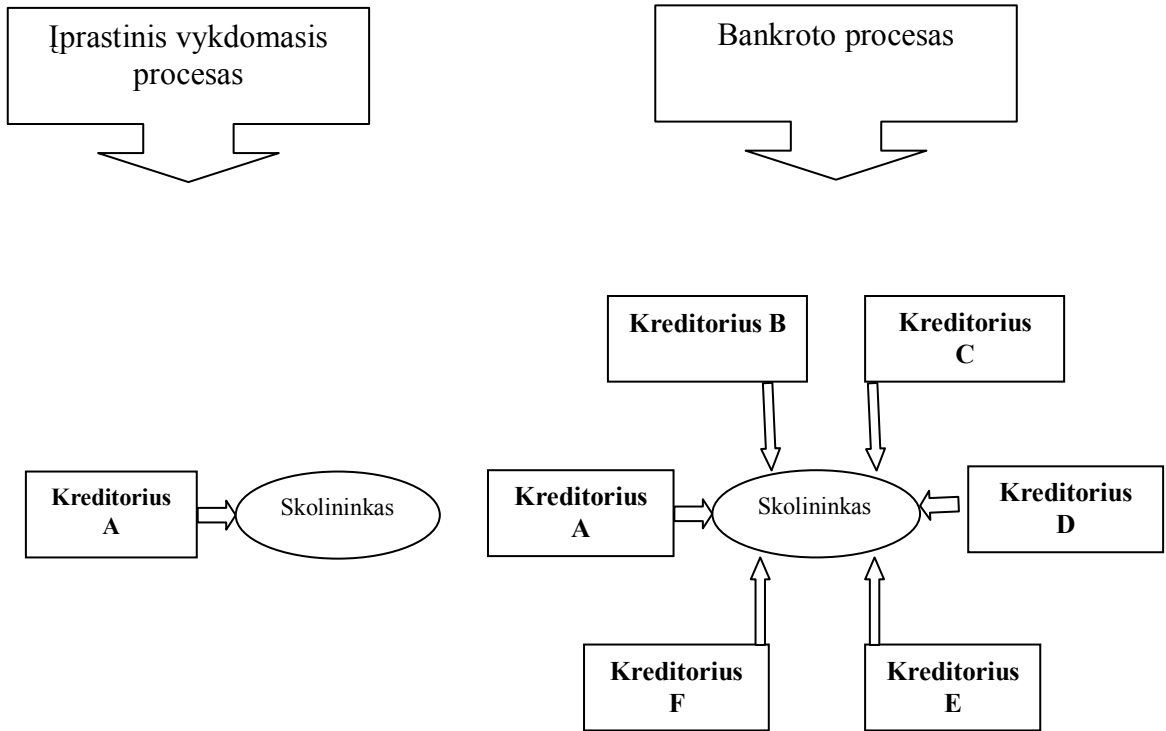 Įprastinis vykdomasis
procesas
Bankroto procesas
Kreditorius B
Kreditorius
C
Kreditorius
A
Skolininkas
Kreditorius
A
Skolininkas
Kreditorius
D
Kreditorius
F
Kreditorius
E